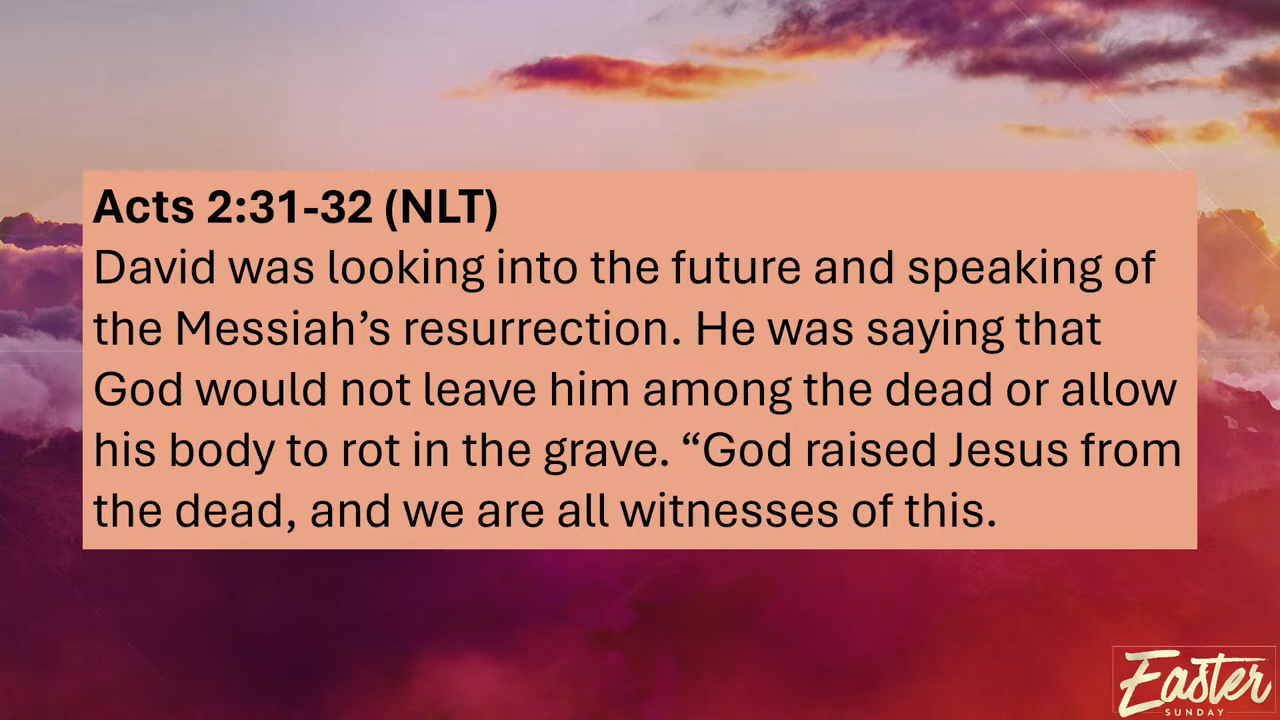 Acts 2:31-32 (NLT)
David was looking into the future and speaking of
the Messiah’s resurrection. He was saying that
God would not leave him among the dead or allow
his body to rot in the grave. “God raised Jesus from
the dead, and we are all witnesses of this.
Easter
SUNDAY